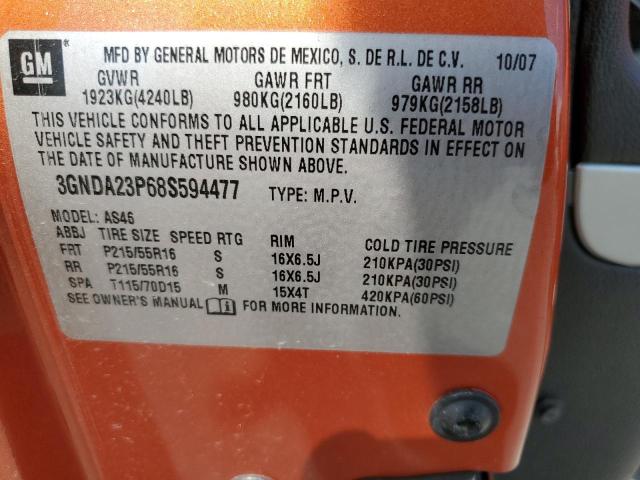 GM
MFD BY GENERAL MOTORS DE MEXICO, S. DE R.L. DE C.V. 10/07
GVWR GAWR FRT GAWR RR
1923KG(4240LB) 980KG(2160LB) 979KG(2158LB)
THIS VEHICLE CONFORMS TO ALL APPLICABLE U.S. FEDERAL MOTOR
VEHICLE SAFETY AND THEFT PREVENTION STANDARDS IN EFFECT ON
THE DATE OF MANUFACTURE SHOWN ABOVE.
3GNDA23P68S594477 TYPE: M.P.V.
MODEL: AS46
ABBJ TIRE SIZE SPEED RTG RIM COLD TIRE PRESSURE
FRT P215/55R16 S 16X6.5J 210KPA(30PSI)
RR P215/55R16 S 16X6.5J 210KPA(30PSI)
SPA T115/70D15 M 15X4T 420KPA(60PSI)
SEE OWNER'S MANUAL i FOR MORE INFORMATION.